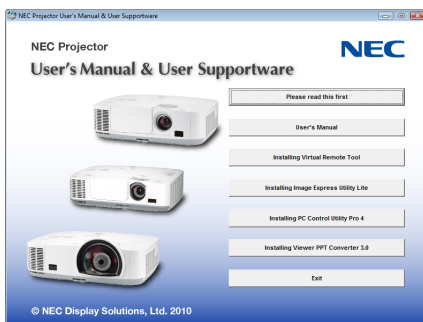 NEC Projector User's Manual & User Supportware
NEC Projector
NEC
User's Manual & User Supportware
Please read this first
User's Manual
Installing Virtual Remote Tool
Installing Image Express Utility Lite
Installing PC Control Utility Pro 4
Installing Viewer PPT Converter 3.0
Exit
© NEC Display Solutions, Ltd. 2010